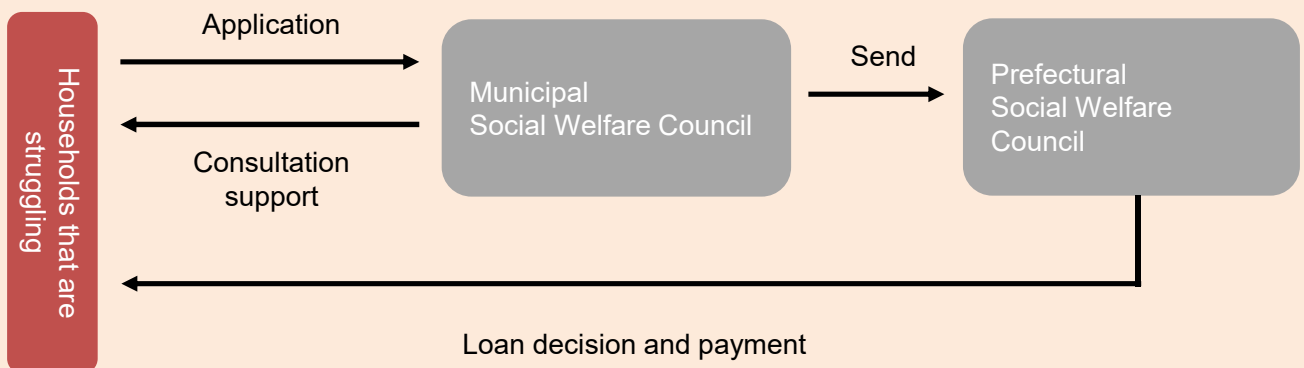 Households that are
struggling
Application
Consultation
support
Municipal
Social Welfare Council
Send
Prefectural
Social Welfare
Council
Loan decision and payment